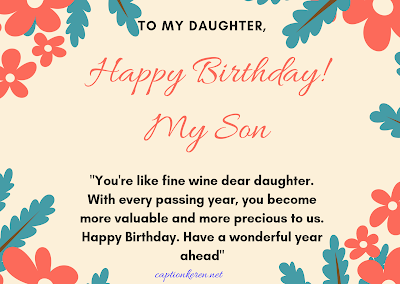 TO MY DAUGHTER,
Happy Birthday!
My Son
"You're like fine wine dear daughter.
With every passing year, you become
more valuable and more precious to us.
Happy Birthday. Have a wonderful year
ahead"
captionkeren.net